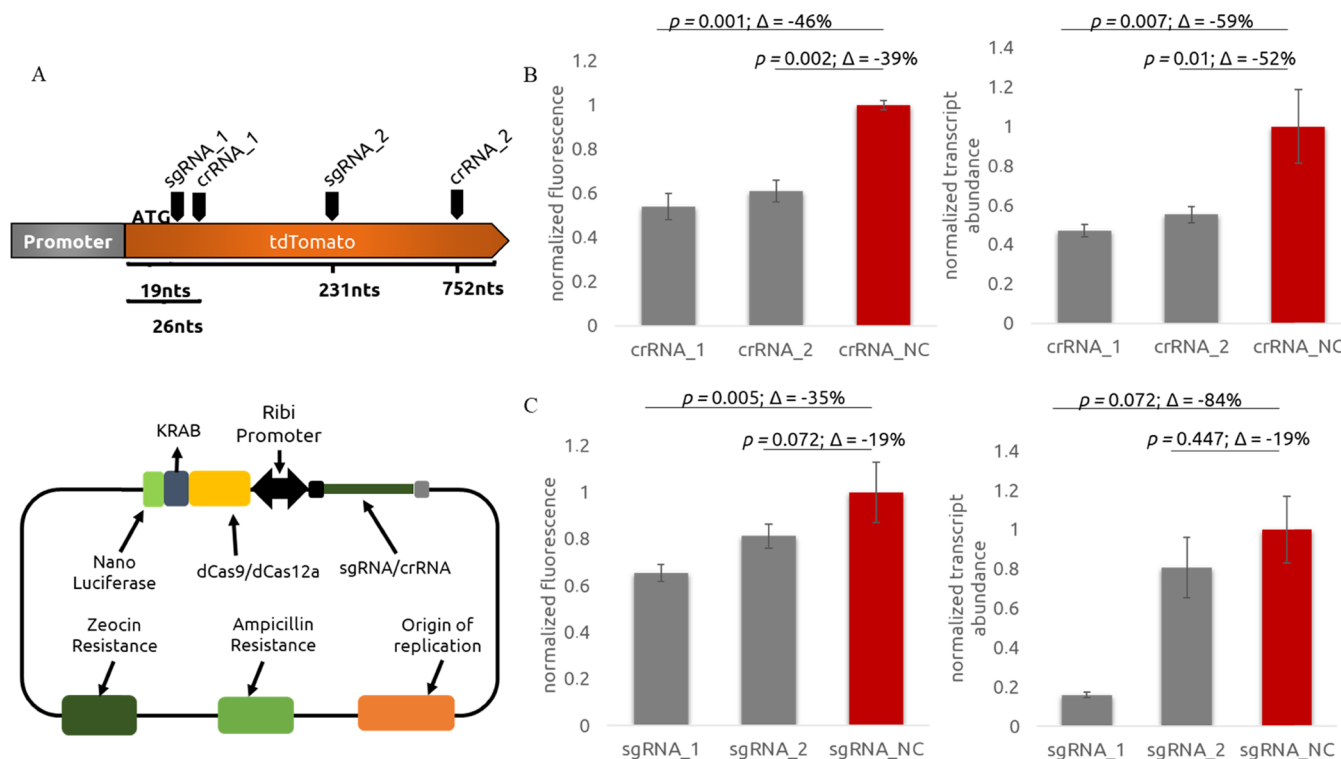 A
sgRNA_1
crRNA_1
sgRNA_2
crRNA_2
ATG
Promoter
tdTomato
19nts
231nts
752nts
26nts
KRAB
Ribi
Promoter
Nano
Luciferase
dCas9/dCas12a
sgRNA/crRNA
Zeocin
Resistance
Ampicillin
Resistance
Origin of
replication
B
p = 0.001; Δ = -46%
p = 0.002; Δ = -39%
normalized fluorescence
1.2
1
0.8
0.6
0.4
0.2
0
crRNA_1
crRNA_2
crRNA_NC
p = 0.007; Δ = -59%
p = 0.01; Δ = -52%
normalized transcript
abundance
1.4
1.2
1
0.8
0.6
0.4
0.2
0
crRNA_1
crRNA_2
crRNA_NC
C
p = 0.005; Δ = -35%
p = 0.072; Δ = -19%
normalized fluorescence
1.2
1
0.8
0.6
0.4
0.2
0
sgRNA_1
sgRNA_2
sgRNA_NC
p = 0.072; Δ = -84%
p = 0.447; Δ = -19%
normalized transcript
abundance
1.4
1.2
1
0.8
0.6
0.4
0.2
0
sgRNA_1
sgRNA_2
sgRNA_NC